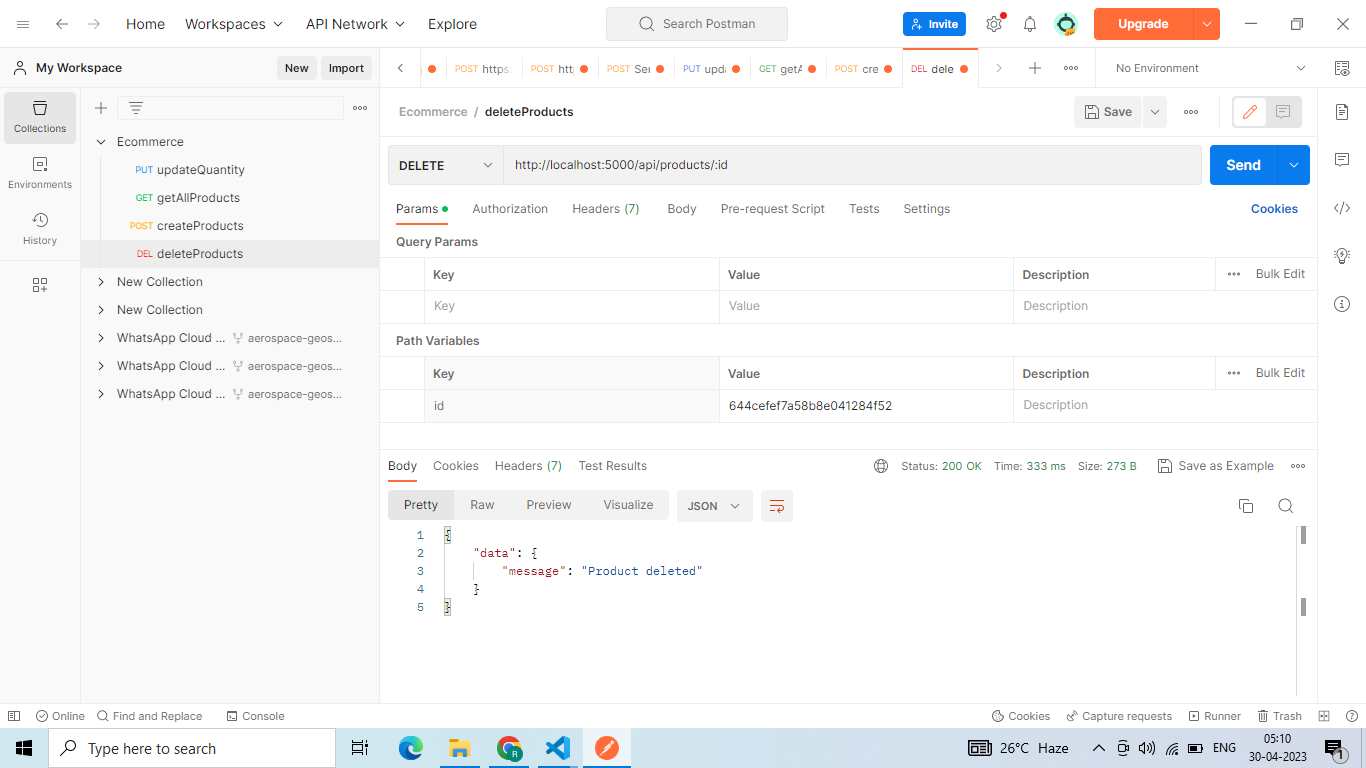 Home Workspaces API Network Explore Search Postman Invite Upgrade
My Workspace New Import
POST https: POST htt POST Ser PUT upda GET getA POST cre DEL dele No Environment
Collections
Environments
History
Ecommerce
PUT updateQuantity
GET getAllProducts
POST createProducts
DEL deleteProducts
New Collection
New Collection
WhatsApp Cloud ... aerospace-geos...
WhatsApp Cloud ... aerospace-geos...
WhatsApp Cloud ... aerospace-geos...
Ecommerce / deleteProducts Save
DELETE http://localhost:5000/api/products/:id Send
Params Authorization Headers (7) Body Pre-request Script Tests Settings Cookies
Query Params
Key Value Description Bulk Edit
Key Value Description
Path Variables
Key Value Description Bulk Edit
id 644cefef7a58b8e041284f52 Description
Body Cookies Headers (7) Test Results Status: 200 OK Time: 333 ms Size: 273 B Save as Example
Pretty Raw Preview Visualize JSON
1 {
2 "data": {
3 "message": "Product deleted"
4 }
5 }
Online Find and Replace Console Cookies Capture requests Runner Trash
Type here to search 26°C Haze ENG 05:10
30-04-2023 1